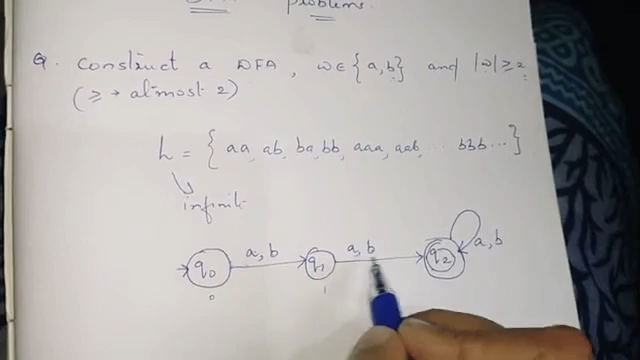 problems.
Q. Construct a DFA, w∈{a,b} and |w|≥2
(≥→almost 2)
L = { aa, ab, ba, bb, aaa, aab, .. bbb...}
infinite
a, b a, b a, b
q0 q1 q2
0 1